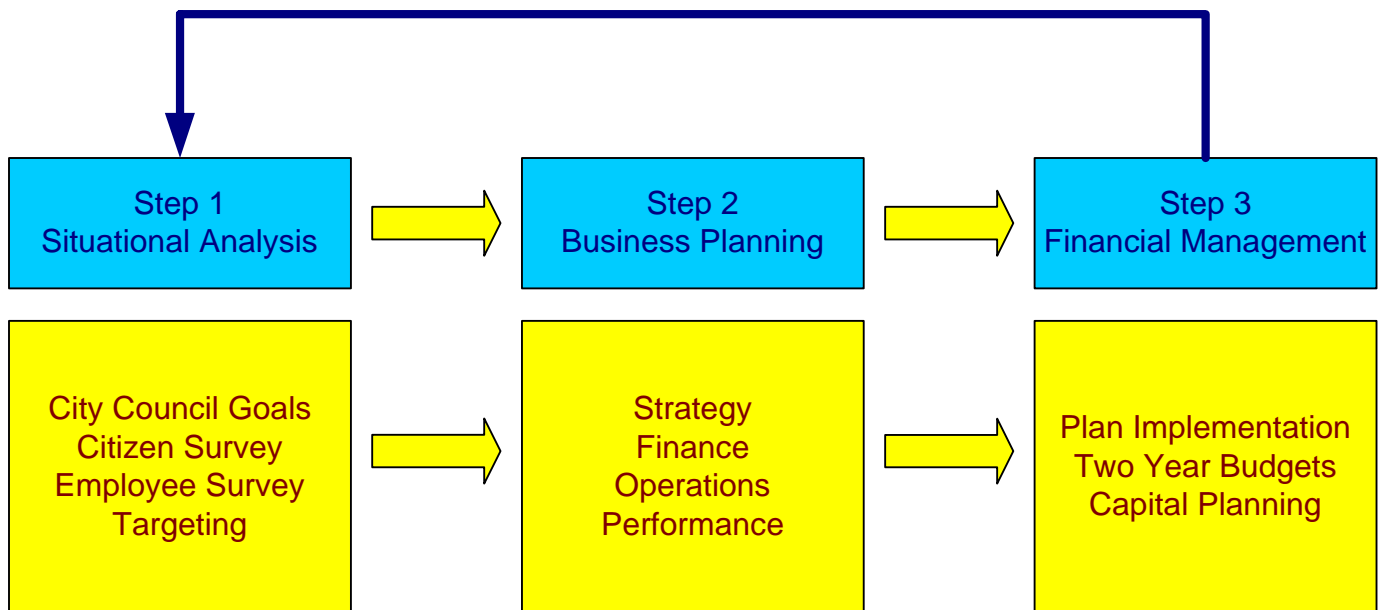 Step 1
Situational Analysis
Step 2
Business Planning
Step 3
Financial Management
City Council Goals
Citizen Survey
Employee Survey
Targeting
Strategy
Finance
Operations
Performance
Plan Implementation
Two Year Budgets
Capital Planning